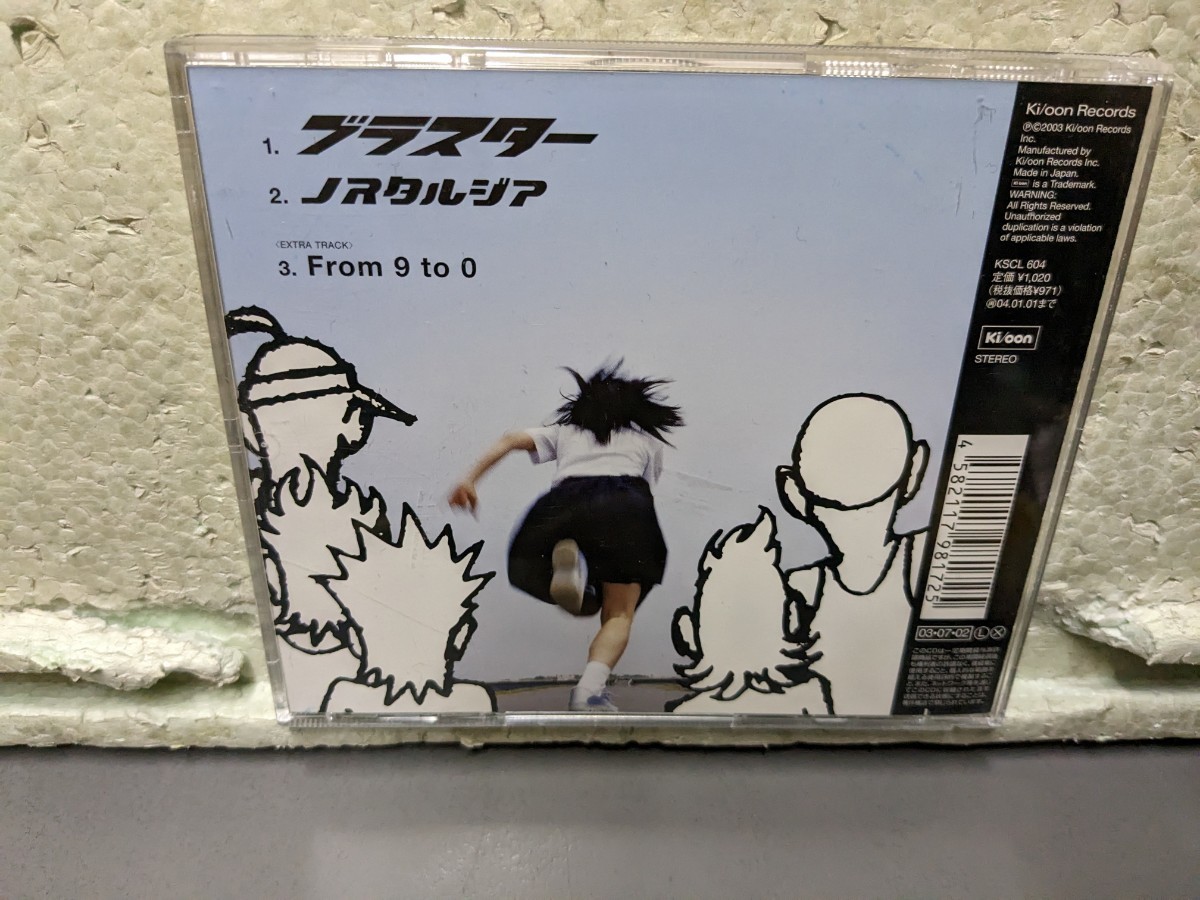 1. ブラスター
2. ノスタルジア
〈EXTRA TRACK〉
3. From 9 to 0
Ki/oon Records
Ⓟ©2003 Ki/oon Records
Inc.
Manufactured by
Ki/oon Records Inc.
Made in Japan.
Ki/oon is a Trademark.
WARNING:
All Rights Reserved.
Unauthorized
duplication is a violation
of applicable laws.
KSCL 604
定価 ¥1,020
(税抜価格¥971)
04.01.01まで
Ki/oon
STEREO
4 582117 981725
03•07•02 Ⓛ Ⓧ